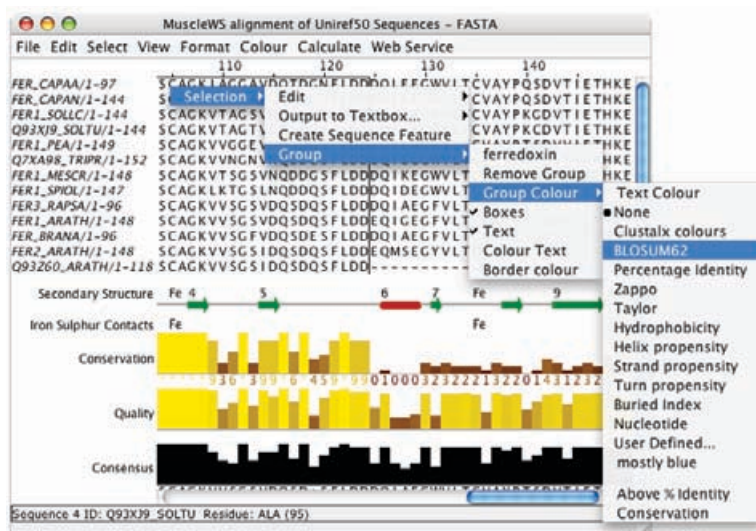 MuscleWS alignment of Uniref50 Sequences – FASTA
File Edit Select View Format Colour Calculate Web Service
110 130 140
FER_CAPAA/1-97
FER_CAPAN/1-144
FER1_SOLLC/1-144
Q93XJ9_SOLTU/1-144
FER1_PEA/1-149
Q7XA98_TRIPR/1-152
FER1_MESCR/1-148 SCAGKVTSGSVNQDDGSFLDDDQIKEGWVLT
FER1_SPIOL/1-147 SCAGKLKTGSLNQDDQSFLDDDQIDEGWVLT
FER3_RAPSA/1-96 SCAGKVVSGSVDQSDQSFLDDDQIAEGFVLT
FER1_ARATH/1-148 SCAGKVVSGSVDQSDQSFLDDEQIGEGFVLT
FER_BRANA/1-96 SCAGKVVSGFVDQSDESFLDDDQIAEGFVLT
FER2_ARATH/1-148 SCAGKVVSGSIDQSDQSFLDDEQMSEGYVLT
Q93Z60_ARATH/1-118 SCAGKVVSGSIDQSDQSFLDD----------
Selection
Edit
Output to Textbox...
Create Sequence Feature
Group
ferredoxin
Remove Group
Group Colour
Boxes
Text
Colour Text
Border colour
Text Colour
None
Clustalx colours
BLOSUM62
Percentage Identity
Zappo
Taylor
Hydrophobicity
Helix propensity
Strand propensity
Turn propensity
Buried Index
Nucleotide
User Defined...
mostly blue
Above % Identity
Conservation
Secondary Structure Fe 4 5 6 7 Fe 9
Iron Sulphur Contacts Fe Fe
Conservation
Quality
Consensus
Sequence 4 ID: Q93XJ9_SOLTU Residue: ALA (95)